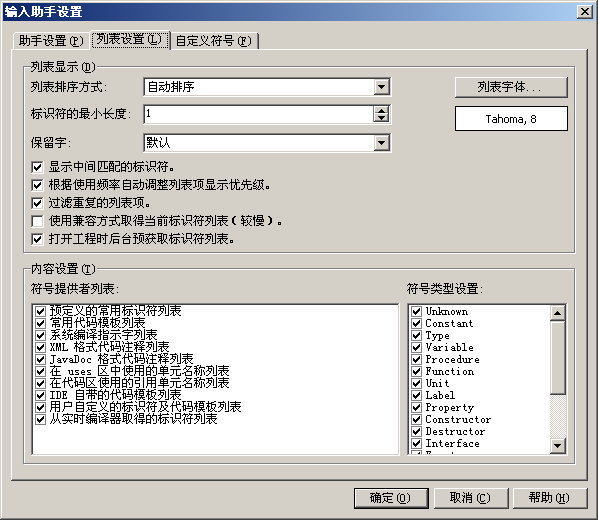 输入助手设置
助手设置(P) 列表设置(L) 自定义符号(F)
列表显示(D)
列表排序方式: 自动排序 列表字体...
标识符的最小长度: 1 Tahoma, 8
保留字: 默认
显示中间匹配的标识符。
根据使用频率自动调整列表项显示优先级。
过滤重复的列表项。
使用兼容方式取得当前标识符列表(较慢)。
打开工程时后台预获取标识符列表。
内容设置(T)
符号提供者列表:
预定义的常用标识符列表
常用代码模板列表
系统编译指示字列表
XML 格式代码注释列表
JavaDoc 格式代码注释列表
在 uses 区中使用的单元名称列表
在代码区使用的引用单元名称列表
IDE 自带的代码模板列表
用户自定义的标识符及代码模板列表
从实时编译器取得的标识符列表
符号类型设置:
Unknown
Constant
Type
Variable
Procedure
Function
Unit
Label
Property
Constructor
Destructor
Interface
确定(O) 取消(C) 帮助(H)